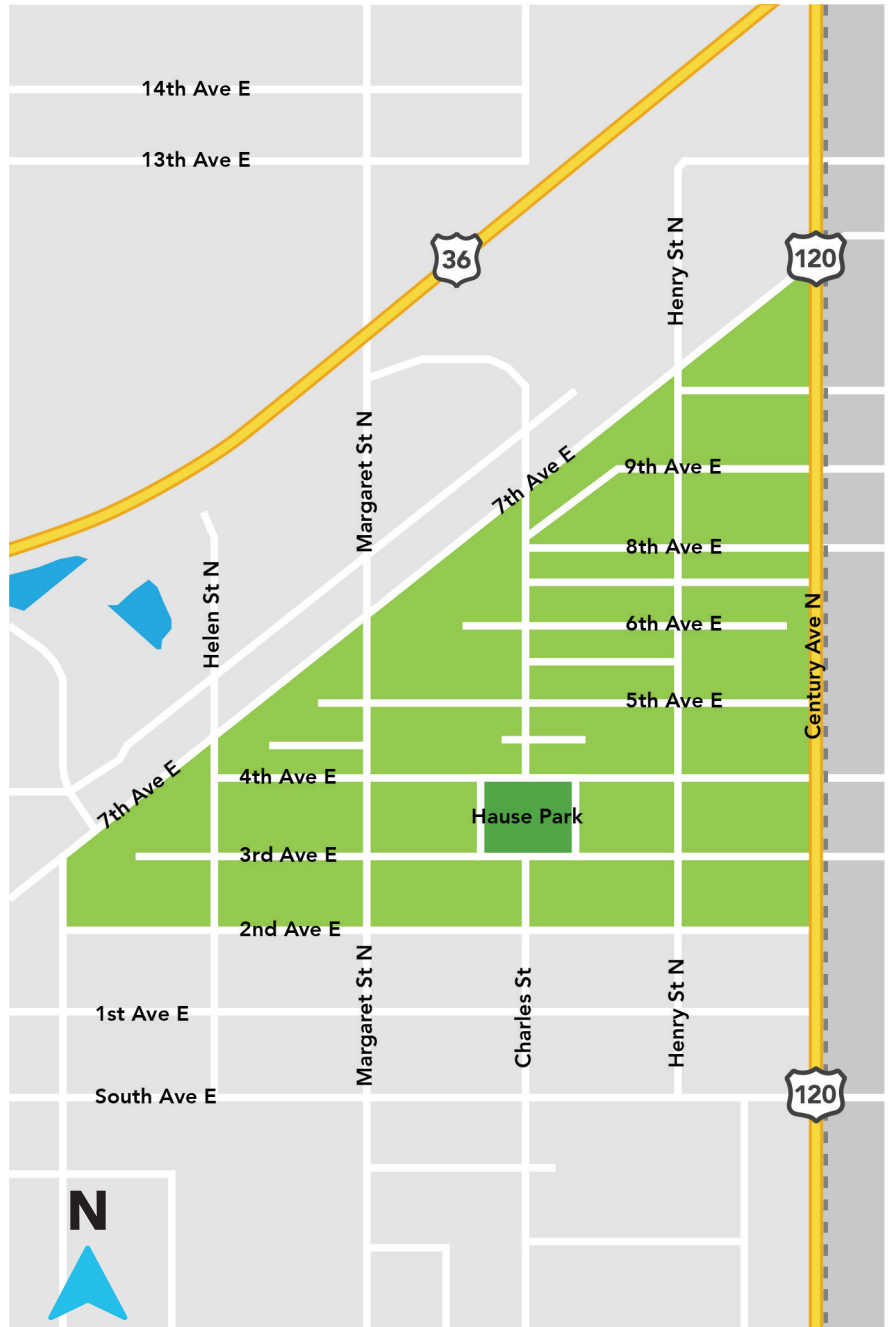 14th Ave E
13th Ave E
36
Henry St N
120
Margaret St N
7th Ave E
9th Ave E
8th Ave E
Helen St N
6th Ave E
Century Ave N
5th Ave E
7th Ave E
4th Ave E
Hause Park
3rd Ave E
2nd Ave E
Margaret St N
Charles St
Henry St N
1st Ave E
South Ave E
120
N